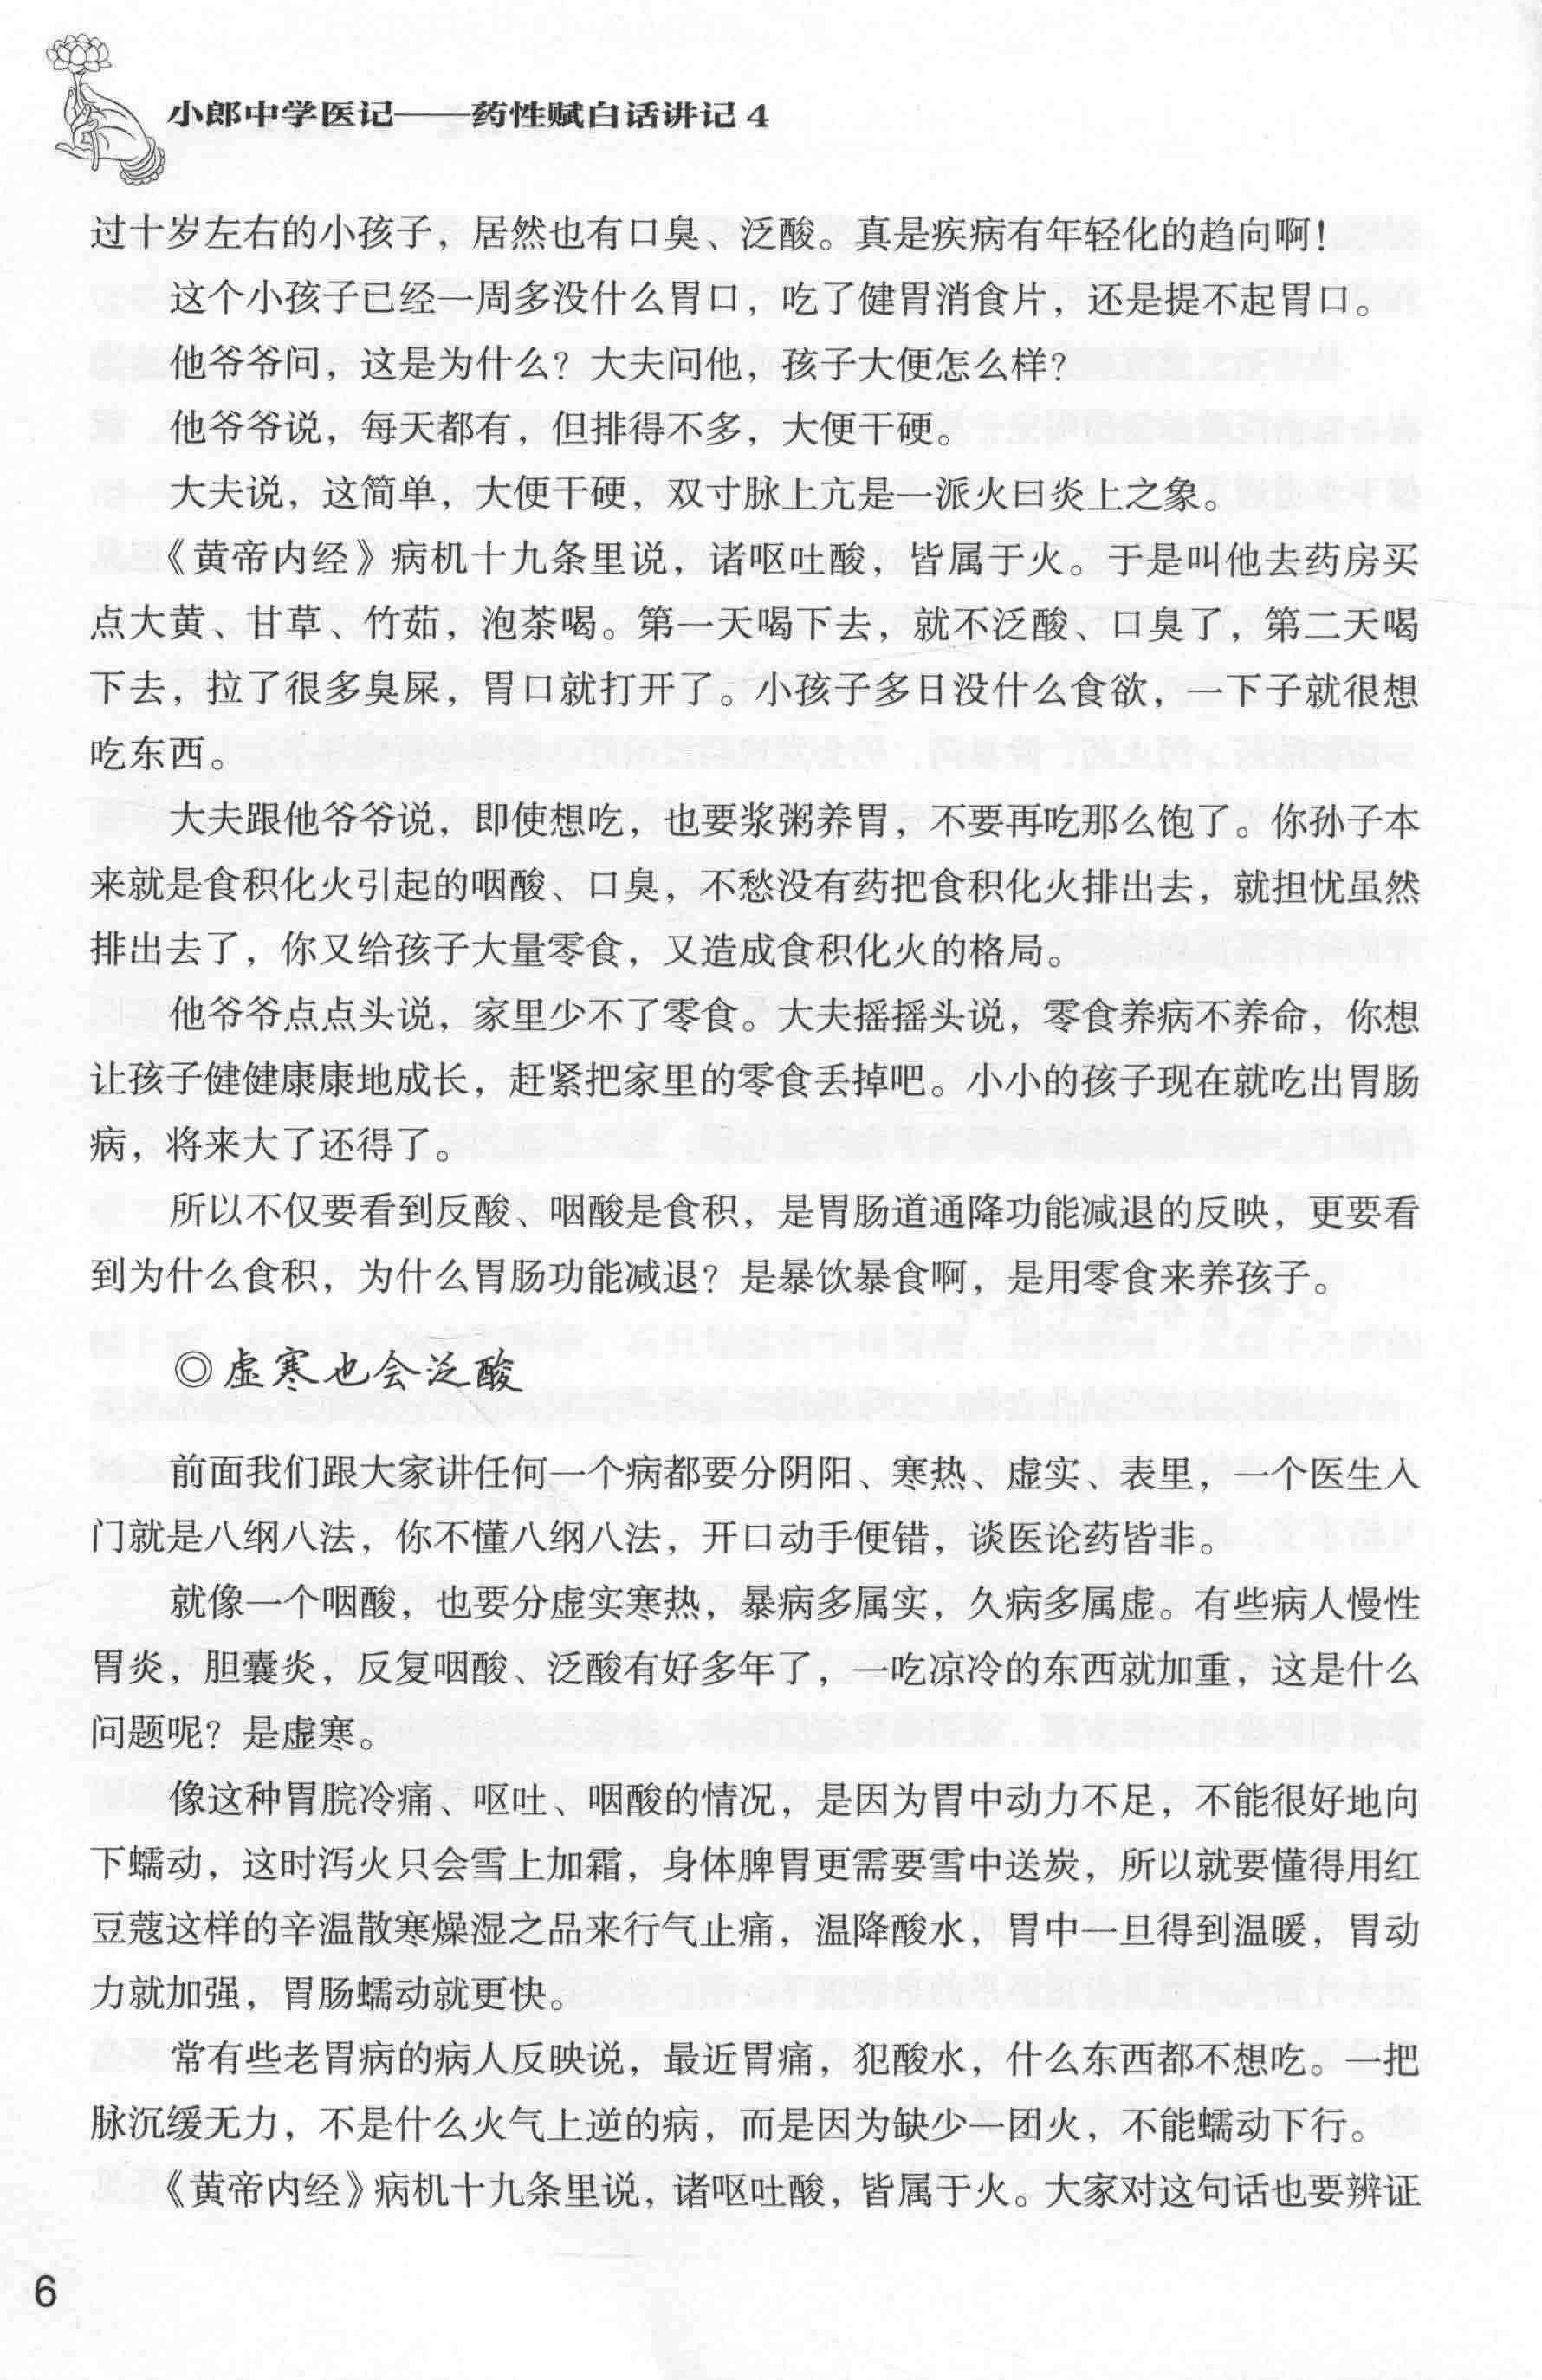 小郎中学医记——药性赋白话讲记 4
过十岁左右的小孩子，居然也有口臭、泛酸。真是疾病有年轻化的趋向啊！
这个小孩子已经一周多没什么胃口，吃了健胃消食片，还是提不起胃口。
他爷爷问，这是为什么？大夫问他，孩子大便怎么样？
他爷爷说，每天都有，但排得不多，大便干硬。
大夫说，这简单，大便干硬，双寸脉上亢是一派火曰炎上之象。
《黄帝内经》病机十九条里说，诸呕吐酸，皆属于火。于是叫他去药房买
点大黄、甘草、竹茹，泡茶喝。第一天喝下去，就不泛酸、口臭了，第二天喝
下去，拉了很多臭屎，胃口就打开了。小孩子多日没什么食欲，一下子就很想
吃东西。
大夫跟他爷爷说，即使想吃，也要浆粥养胃，不要再吃那么饱了。你孙子本
来就是食积化火引起的咽酸、口臭，不愁没有药把食积化火排出去，就担忧虽然
排出去了，你又给孩子大量零食，又造成食积化火的格局。
他爷爷点点头说，家里少不了零食。大夫摇摇头说，零食养病不养命，你想
让孩子健健康康地成长，赶紧把家里的零食丢掉吧。小小的孩子现在就吃出胃肠
病，将来大了还得了。
所以不仅要看到反酸、咽酸是食积，是胃肠道通降功能减退的反映，更要看
到为什么食积，为什么胃肠功能减退？是暴饮暴食啊，是用零食来养孩子。
◎虚寒也会泛酸
前面我们跟大家讲任何一个病都要分阴阳、寒热、虚实、表里，一个医生入
门就是八纲八法，你不懂八纲八法，开口动手便错，谈医论药皆非。
就像一个咽酸，也要分虚实寒热，暴病多属实，久病多属虚。有些病人慢性
胃炎，胆囊炎，反复咽酸、泛酸有好多年了，一吃凉冷的东西就加重，这是什么
问题呢？是虚寒。
像这种胃脘冷痛、呕吐、咽酸的情况，是因为胃中动力不足，不能很好地向
下蠕动，这时泻火只会雪上加霜，身体脾胃更需要雪中送炭，所以就要懂得用红
豆蔻这样的辛温散寒燥湿之品来行气止痛，温降酸水，胃中一旦得到温暖，胃动
力就加强，胃肠蠕动就更快。
常有些老胃病的病人反映说，最近胃痛，犯酸水，什么东西都不想吃。一把
脉沉缓无力，不是什么火气上逆的病，而是因为缺少一团火，不能蠕动下行。
《黄帝内经》病机十九条里说，诸呕吐酸，皆属于火。大家对这句话也要辨证
6